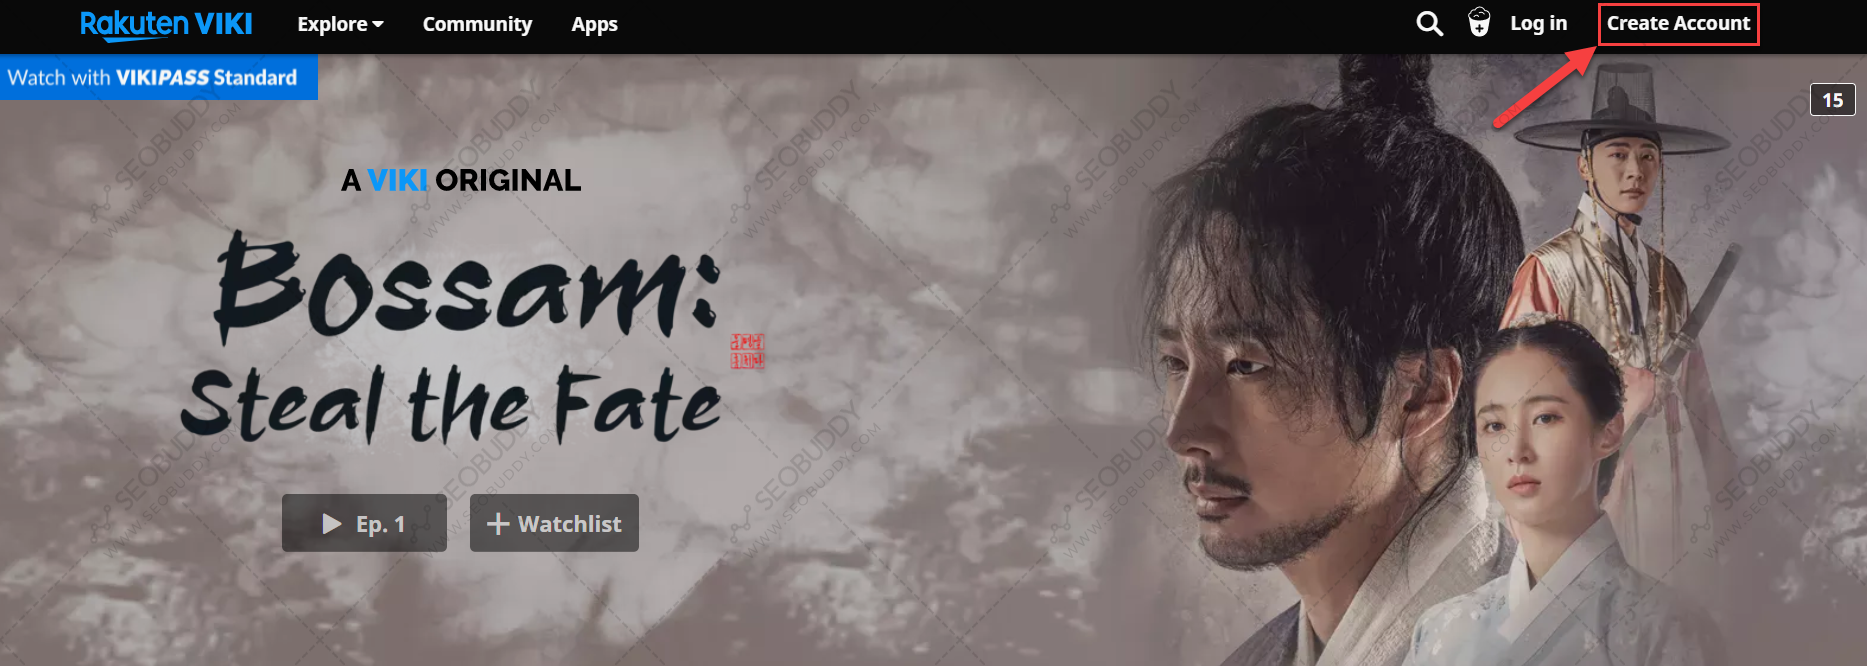 Rakuten VIKI
Explore
Community
Apps
Log in
Create Account
Watch with VIKIPASS Standard
15
A VIKI ORIGINAL
Bossam:
Steal the Fate
Ep. 1
Watchlist
SEOBUDDY
WWW.SEOBUDDY.COM